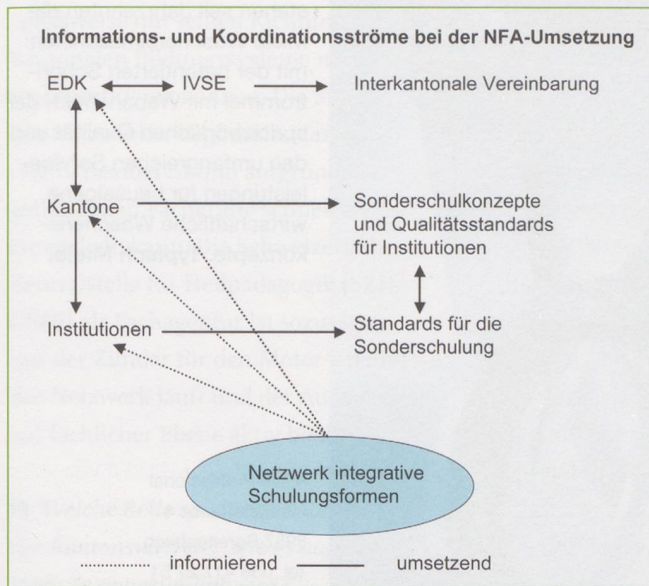 Informations- und Koordinationsströme bei der NFA-Umsetzung
EDK IVSE Interkantonale Vereinbarung
Kantone Sonderschulkonzepte
und Qualitätsstandards
für Institutionen
Institutionen Standards für die
Sonderschulung
Netzwerk integrative
Schulungsformen
informierend umsetzend